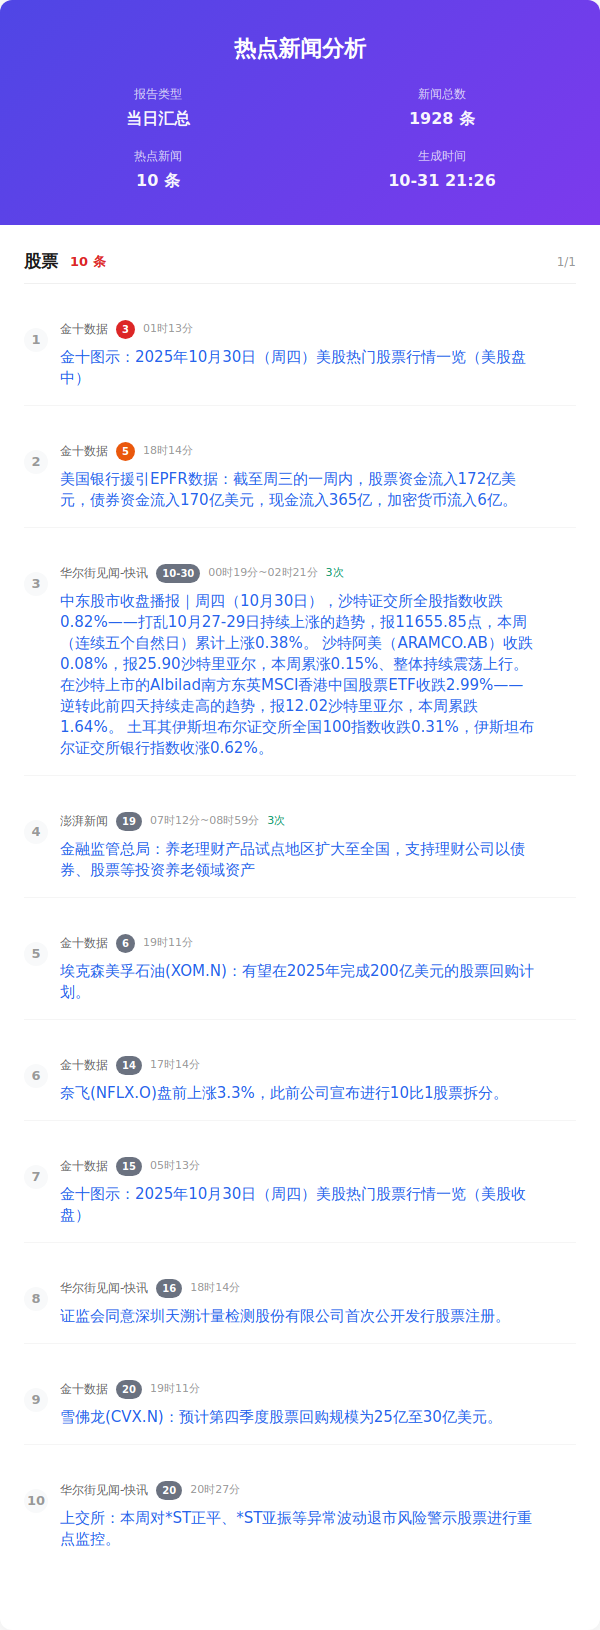 热点新闻分析
报告类型
新闻总数
当日汇总
1928 条
热点新闻
生成时间
10 条
10-31 21:26
股票 10 条 1/1
1
金十数据 3 01时13分
金十图示：2025年10月30日（周四）美股热门股票行情一览（美股盘
中）
2
金十数据 5 18时14分
美国银行援引EPFR数据：截至周三的一周内，股票资金流入172亿美
元，债券资金流入170亿美元，现金流入365亿，加密货币流入6亿。
3
华尔街见闻-快讯 10-30 00时19分~02时21分 3次
中东股市收盘播报｜周四（10月30日），沙特证交所全股指数收跌
0.82%——打乱10月27-29日持续上涨的趋势，报11655.85点，本周
（连续五个自然日）累计上涨0.38%。 沙特阿美（ARAMCO.AB）收跌
0.08%，报25.90沙特里亚尔，本周累涨0.15%、整体持续震荡上行。
在沙特上市的Albilad南方东英MSCI香港中国股票ETF收跌2.99%——
逆转此前四天持续走高的趋势，报12.02沙特里亚尔，本周累跌
1.64%。 土耳其伊斯坦布尔证交所全国100指数收跌0.31%，伊斯坦布
尔证交所银行指数收涨0.62%。
4
澎湃新闻 19 07时12分~08时59分 3次
金融监管总局：养老理财产品试点地区扩大至全国，支持理财公司以债
券、股票等投资养老领域资产
5
金十数据 6 19时11分
埃克森美孚石油(XOM.N)：有望在2025年完成200亿美元的股票回购计
划。
6
金十数据 14 17时14分
奈飞(NFLX.O)盘前上涨3.3%，此前公司宣布进行10比1股票拆分。
7
金十数据 15 05时13分
金十图示：2025年10月30日（周四）美股热门股票行情一览（美股收
盘）
8
华尔街见闻-快讯 16 18时14分
证监会同意深圳天溯计量检测股份有限公司首次公开发行股票注册。
9
金十数据 20 19时11分
雪佛龙(CVX.N)：预计第四季度股票回购规模为25亿至30亿美元。
10
华尔街见闻-快讯 20 20时27分
上交所：本周对*ST正平、*ST亚振等异常波动退市风险警示股票进行重
点监控。